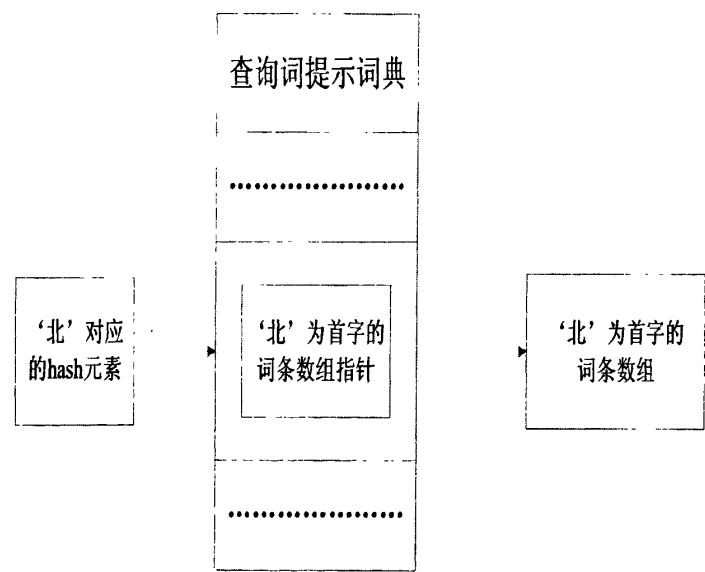 查询词提示词典
‘北’对应
的hash元素
‘北’为首字的
词条数组指针
‘北’为首字的
词条数组